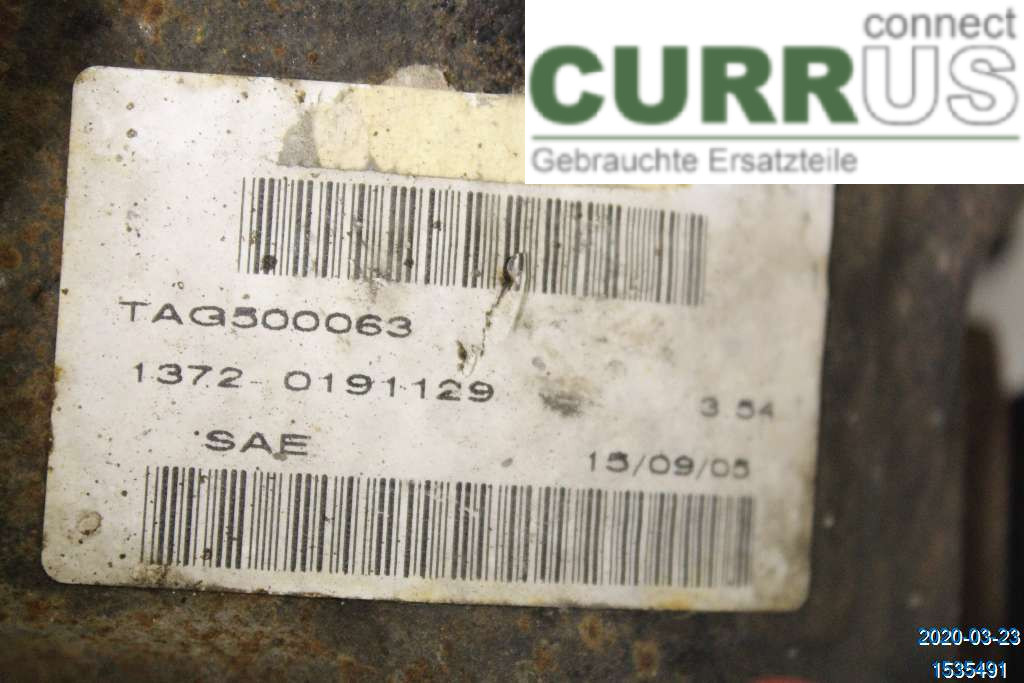 connect
CURRUS
Gebrauchte Ersatzteile
TAG500063
1372 0191129
3.54
SAE
15/09/05
2020-03-23
1535491